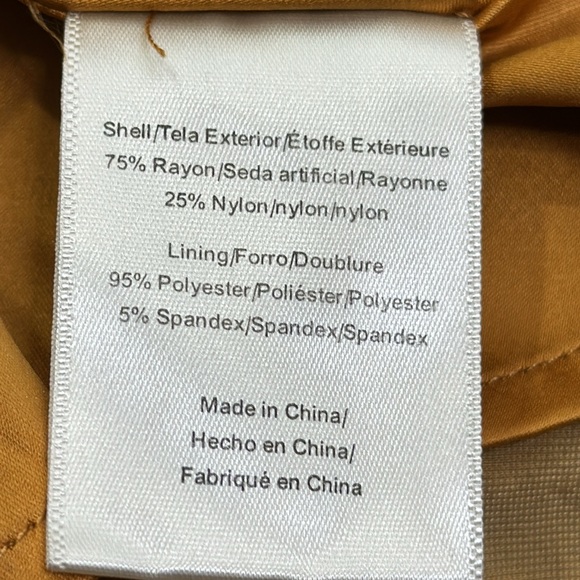 Shell/Tela Exterior/Étoffe Extérieure
75% Rayon/Seda artificial/Rayonne
25% Nylon/nylon/nylon
Lining/Forro/Doublure
95% Polyester/Poliéster/Polyester
5% Spandex/Spandex/Spandex
Made in China/
Hecho en China/
Fabriqué en China